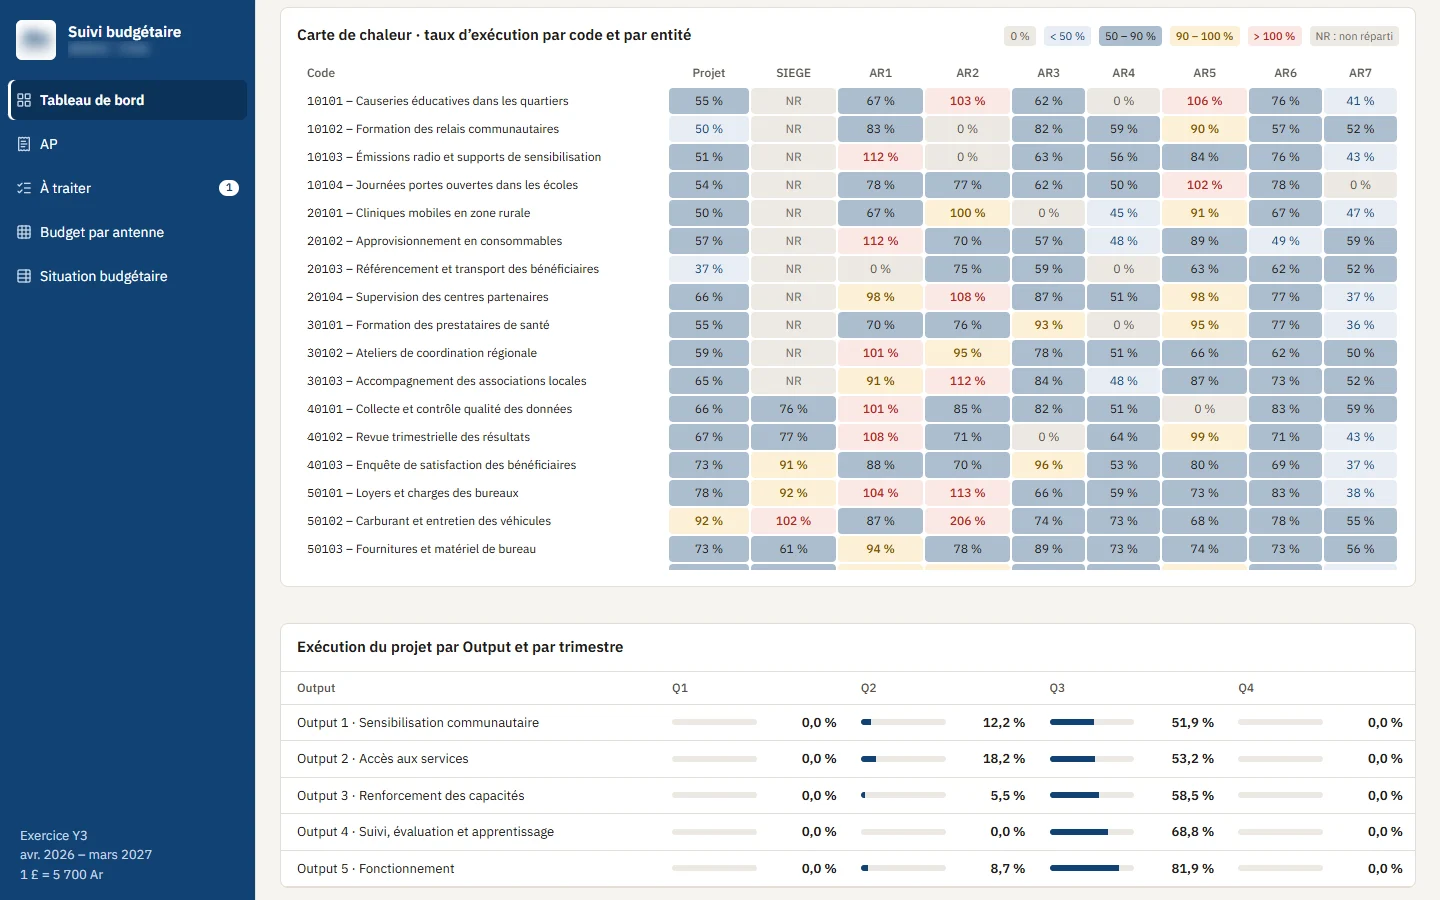 Suivi budgétaire
Tableau de bord
AP
À traiter 1
Budget par antenne
Situation budgétaire
Exercice Y3
avr. 2026 – mars 2027
1 £ = 5 700 Ar
Carte de chaleur · taux d’exécution par code et par entité 0 % < 50 % 50 – 90 % 90 – 100 % > 100 % NR : non réparti
Code Projet SIEGE AR1 AR2 AR3 AR4 AR5 AR6 AR7
10101 – Causeries éducatives dans les quartiers 55 % NR 67 % 103 % 62 % 0 % 106 % 76 % 41 %
10102 – Formation des relais communautaires 50 % NR 83 % 0 % 82 % 59 % 90 % 57 % 52 %
10103 – Émissions radio et supports de sensibilisation 51 % NR 112 % 0 % 63 % 56 % 84 % 76 % 43 %
10104 – Journées portes ouvertes dans les écoles 54 % NR 78 % 77 % 62 % 50 % 102 % 78 % 0 %
20101 – Cliniques mobiles en zone rurale 50 % NR 67 % 100 % 0 % 45 % 91 % 67 % 47 %
20102 – Approvisionnement en consommables 57 % NR 112 % 70 % 57 % 48 % 89 % 49 % 59 %
20103 – Référencement et transport des bénéficiaires 37 % NR 0 % 75 % 59 % 0 % 63 % 62 % 52 %
20104 – Supervision des centres partenaires 66 % NR 98 % 108 % 87 % 51 % 98 % 77 % 37 %
30101 – Formation des prestataires de santé 55 % NR 70 % 76 % 93 % 0 % 95 % 77 % 36 %
30102 – Ateliers de coordination régionale 59 % NR 101 % 95 % 78 % 51 % 66 % 62 % 50 %
30103 – Accompagnement des associations locales 65 % NR 91 % 112 % 84 % 48 % 87 % 73 % 52 %
40101 – Collecte et contrôle qualité des données 66 % 76 % 101 % 85 % 82 % 51 % 0 % 83 % 59 %
40102 – Revue trimestrielle des résultats 67 % 77 % 108 % 71 % 0 % 64 % 99 % 71 % 43 %
40103 – Enquête de satisfaction des bénéficiaires 73 % 91 % 88 % 70 % 96 % 53 % 80 % 69 % 37 %
50101 – Loyers et charges des bureaux 78 % 92 % 104 % 113 % 66 % 59 % 73 % 83 % 38 %
50102 – Carburant et entretien des véhicules 92 % 102 % 87 % 206 % 74 % 73 % 68 % 78 % 55 %
50103 – Fournitures et matériel de bureau 73 % 61 % 94 % 78 % 89 % 73 % 74 % 73 % 56 %
Exécution du projet par Output et par trimestre
Output Q1 Q2 Q3 Q4
Output 1 · Sensibilisation communautaire 0,0 % 12,2 % 51,9 % 0,0 %
Output 2 · Accès aux services 0,0 % 18,2 % 53,2 % 0,0 %
Output 3 · Renforcement des capacités 0,0 % 5,5 % 58,5 % 0,0 %
Output 4 · Suivi, évaluation et apprentissage 0,0 % 0,0 % 68,8 % 0,0 %
Output 5 · Fonctionnement 0,0 % 8,7 % 81,9 % 0,0 %